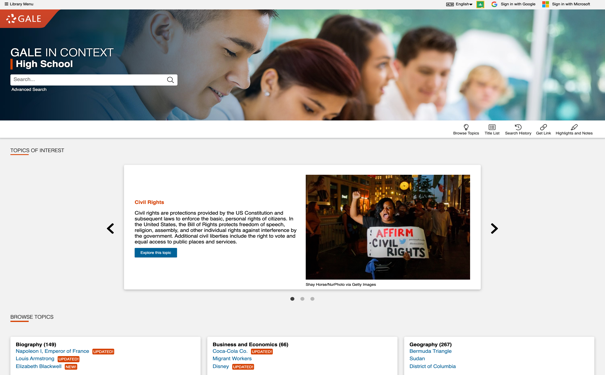 Library Menu
English
Sign in with Google
Sign in with Microsoft
GALE
GALE IN CONTEXT
High School
Search...
Advanced Search
Browse Topics
Title List
Search History
Get Link
Highlights and Notes
TOPICS OF INTEREST
Civil Rights
Civil rights are protections provided by the US Constitution and
subsequent laws to enforce the basic, personal rights of citizens. In
the United States, the Bill of Rights protects freedom of speech,
religion, assembly, and other individual rights against interference by
the government. Additional civil liberties include the right to vote and
equal access to public places and services.
Explore this topic
AFFIRM
CIVIL
RIGHTS
Shay Horse/NurPhoto via Getty Images
BROWSE TOPICS
Biography (149)
Napoleon I, Emperor of France UPDATED!
Louis Armstrong UPDATED!
Elizabeth Blackwell NEW!
Business and Economics (66)
Coca-Cola Co. UPDATED!
Migrant Workers
Disney UPDATED!
Geography (267)
Bermuda Triangle
Sudan
District of Columbia